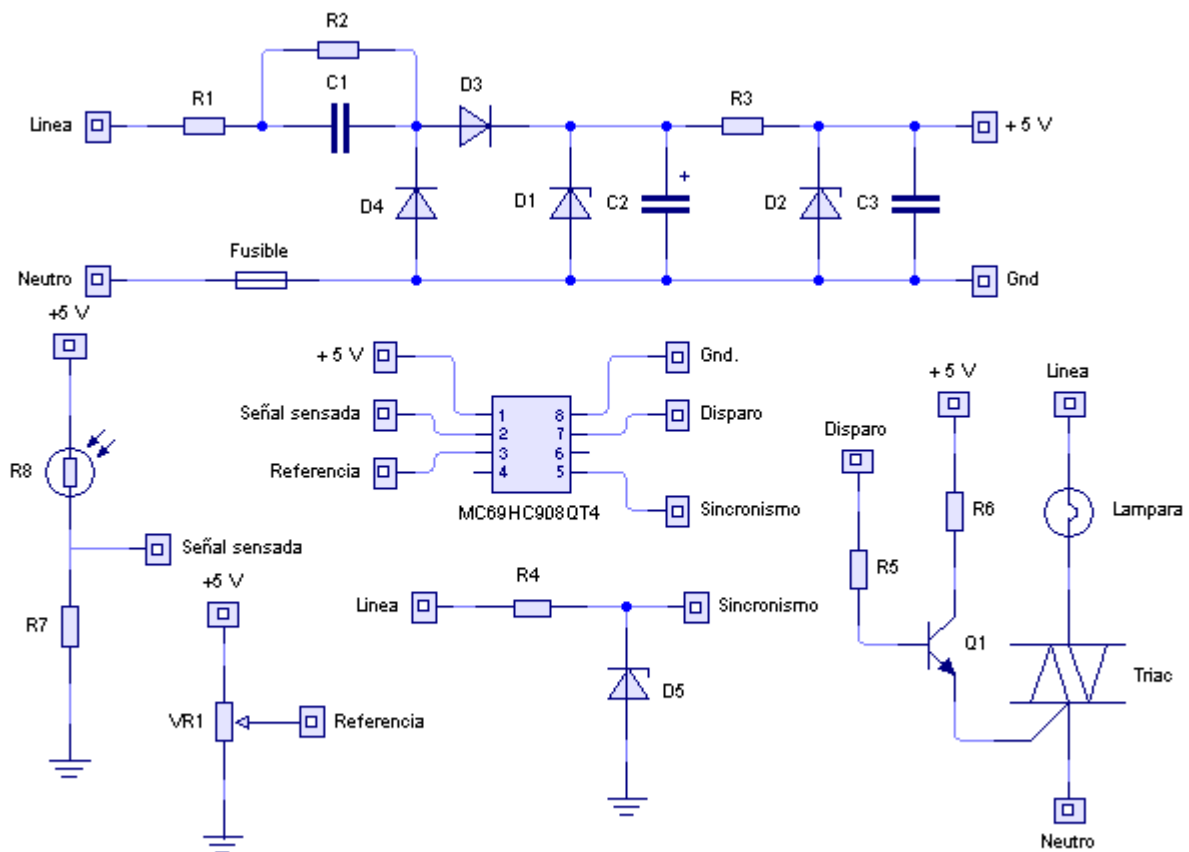 R2
C1
D3
R1
R3
Linea
+ 5 V
D4
D1
C2
+
D2
C3
Fusible
Neutro
Gnd
+5 V
R8
Señal sensada
R7
+5 V
VR1
Referencia
+ 5 V
Señal sensada
Referencia
1
2
3
4
8
7
6
5
Gnd.
Disparo
Sincronismo
MC69HC908QT4
R4
Linea
Sincronismo
D5
+ 5 V
Linea
Disparo
R6
Lampara
R5
Q1
Triac
Neutro